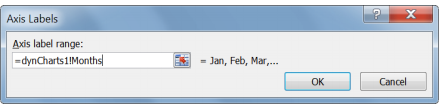 Axis Labels
Axis label range:
=dynCharts1!Months = Jan, Feb, Mar,...
OK Cancel